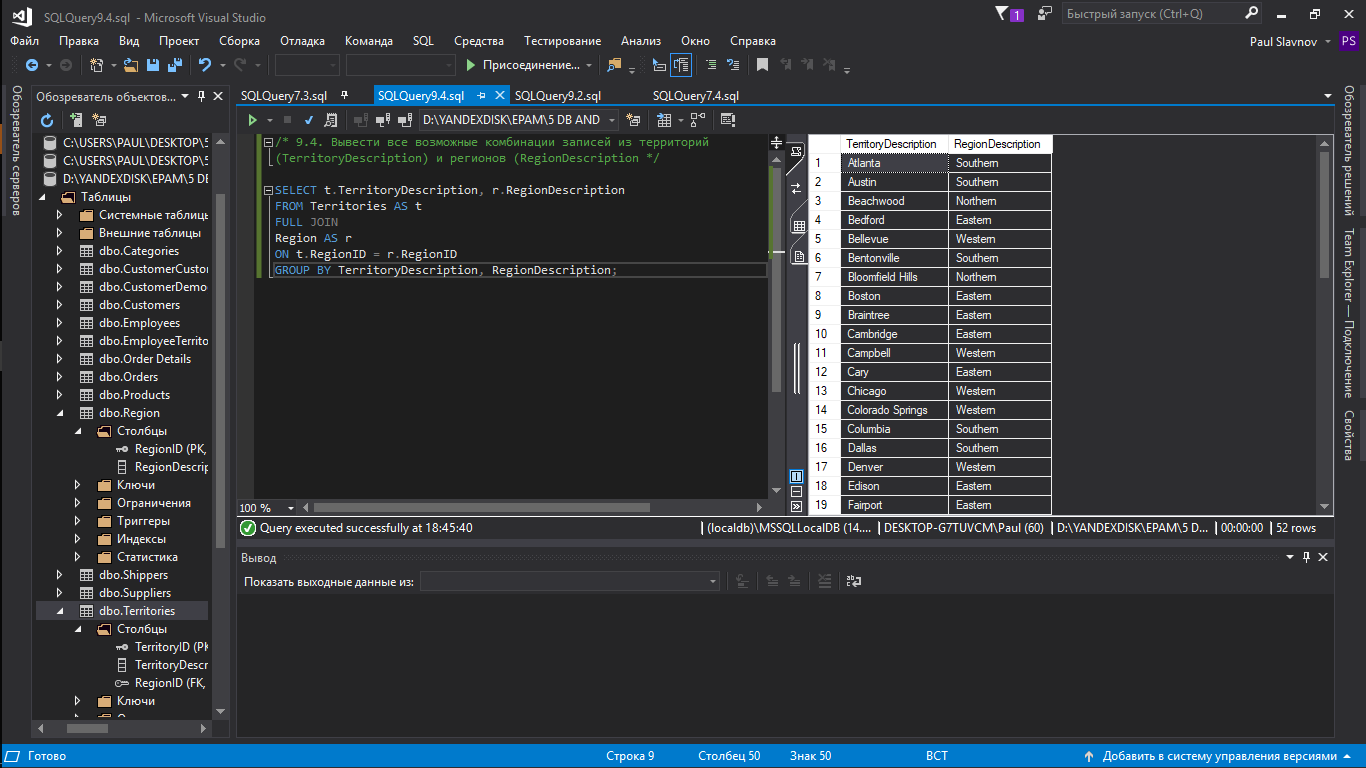 SQLQuery9.4.sql - Microsoft Visual Studio
1
Быстрый запуск (Ctrl+Q)
Файл Правка Вид Проект Сборка Отладка Команда SQL Средства Тестирование Анализ Окно Справка
Paul Slavnov PS
Присоединение...
Обозреватель серверов
Обозреватель объектов...
C:\USERS\PAUL\DESKTOP\5
C:\USERS\PAUL\DESKTOP\5
D:\YANDEXDISK\EPAM\5 DE
Таблицы
Системные таблиць
Внешние таблицы
dbo.Categories
dbo.CustomerCustor
dbo.CustomerDemo
dbo.Customers
dbo.Employees
dbo.EmployeeTerrito
dbo.Order Details
dbo.Orders
dbo.Products
dbo.Region
Столбцы
RegionID (PK,
RegionDescrip
Ключи
Ограничения
Триггеры
Индексы
Статистика
dbo.Shippers
dbo.Suppliers
dbo.Territories
Столбцы
TerritoryID (PK
TerritoryDescr
RegionID (FK,
Ключи
SQLQuery7.3.sql SQLQuery9.4.sql SQLQuery9.2.sql SQLQuery7.4.sql
D:\YANDEXDISK\EPAM\5 DB AND
/* 9.4. Вывести все возможные комбинации записей из территорий
(TerritoryDescription) и регионов (RegionDescription */
SELECT t.TerritoryDescription, r.RegionDescription
FROM Territories AS t
FULL JOIN
Region AS r
ON t.RegionID = r.RegionID
GROUP BY TerritoryDescription, RegionDescription;
100 %
TerritoryDescription RegionDescription
1 Atlanta Southern
2 Austin Southern
3 Beachwood Northern
4 Bedford Eastern
5 Bellevue Western
6 Bentonville Southern
7 Bloomfield Hills Northern
8 Boston Eastern
9 Braintree Eastern
10 Cambridge Eastern
11 Campbell Western
12 Cary Eastern
13 Chicago Western
14 Colorado Springs Western
15 Columbia Southern
16 Dallas Southern
17 Denver Western
18 Edison Eastern
19 Fairport Eastern
Query executed successfully at 18:45:40
(localdb)\MSSQLLocalDB (14.... DESKTOP-G7TUVCM\Paul (60) D:\YANDEXDISK\EPAM\5 D... 00:00:00 52 rows
Вывод
Показать выходные данные из:
Обозреватель решений
Team Explorer — Подключение
Свойства
Готово
Строка 9 Столбец 50 Знак 50 ВСТ
Добавить в систему управления версиями